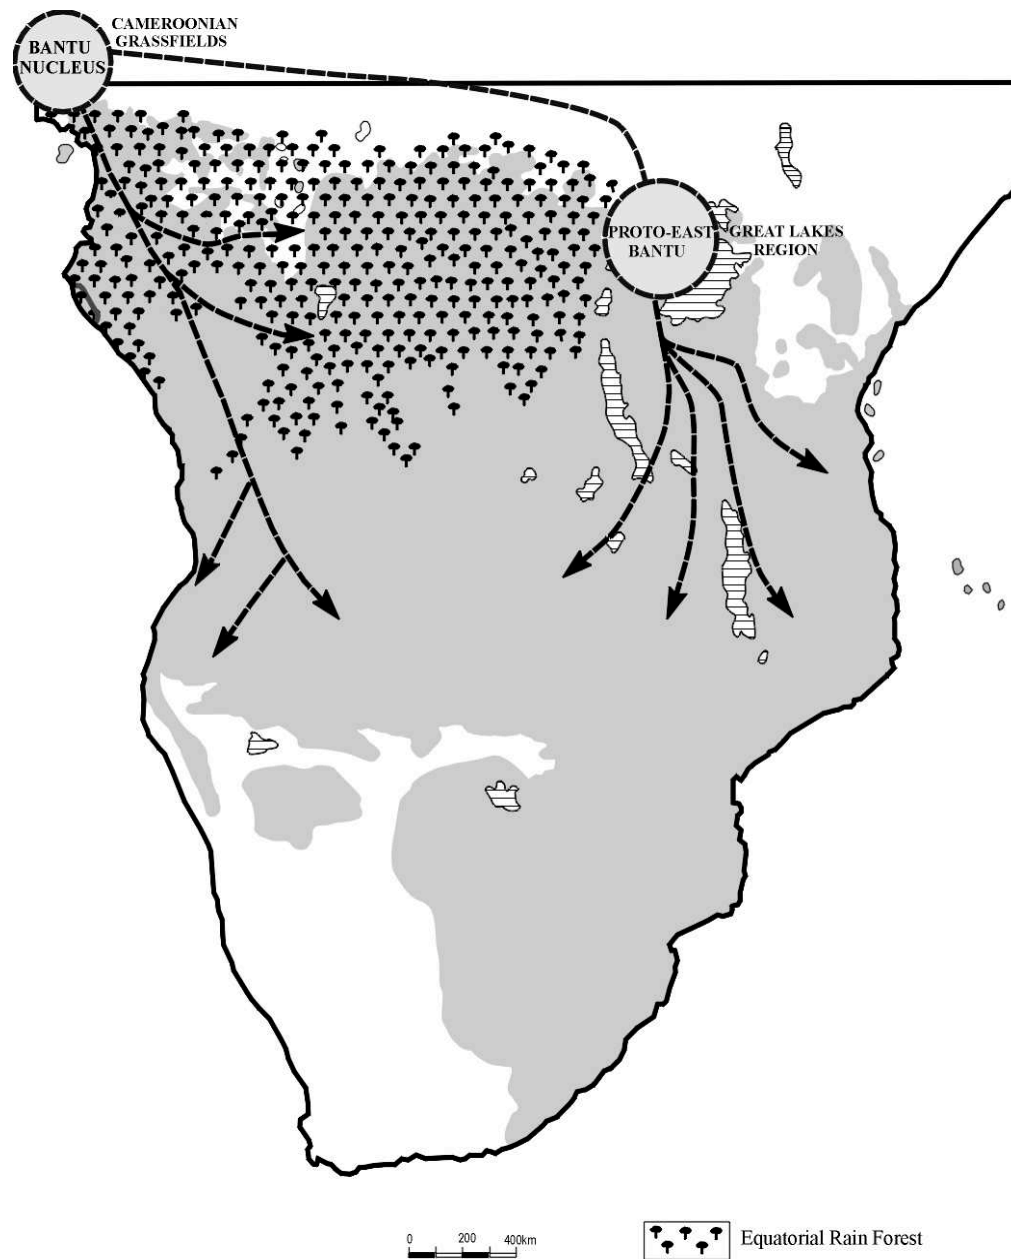 CAMEROONIAN
GRASSFIELDS
BANTU
NUCLEUS
PROTO-EAST
BANTU
GREAT LAKES
REGION
0 200 400km
Equatorial Rain Forest